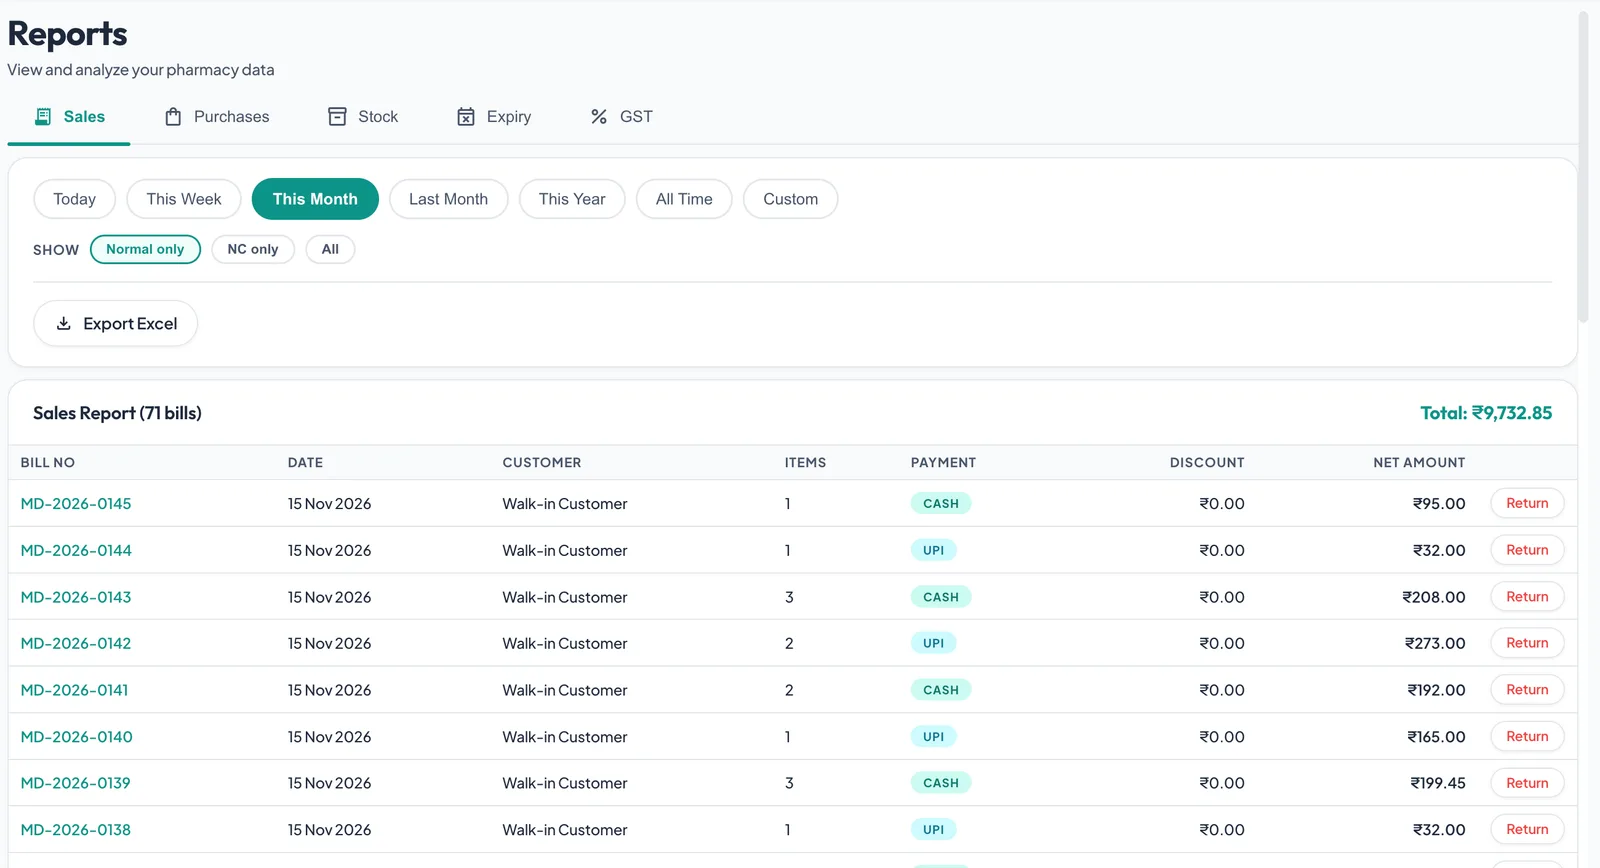 Reports
View and analyze your pharmacy data
Sales Purchases Stock Expiry GST
Today This Week This Month Last Month This Year All Time Custom
SHOW Normal only NC only All
Export Excel
Sales Report (71 bills) Total: ₹9,732.85
BILL NO DATE CUSTOMER ITEMS PAYMENT DISCOUNT NET AMOUNT
MD-2026-0145 15 Nov 2026 Walk-in Customer 1 CASH ₹0.00 ₹95.00 Return
MD-2026-0144 15 Nov 2026 Walk-in Customer 1 UPI ₹0.00 ₹32.00 Return
MD-2026-0143 15 Nov 2026 Walk-in Customer 3 CASH ₹0.00 ₹208.00 Return
MD-2026-0142 15 Nov 2026 Walk-in Customer 2 UPI ₹0.00 ₹273.00 Return
MD-2026-0141 15 Nov 2026 Walk-in Customer 2 CASH ₹0.00 ₹192.00 Return
MD-2026-0140 15 Nov 2026 Walk-in Customer 1 UPI ₹0.00 ₹165.00 Return
MD-2026-0139 15 Nov 2026 Walk-in Customer 3 CASH ₹0.00 ₹199.45 Return
MD-2026-0138 15 Nov 2026 Walk-in Customer 1 UPI ₹0.00 ₹32.00 Return